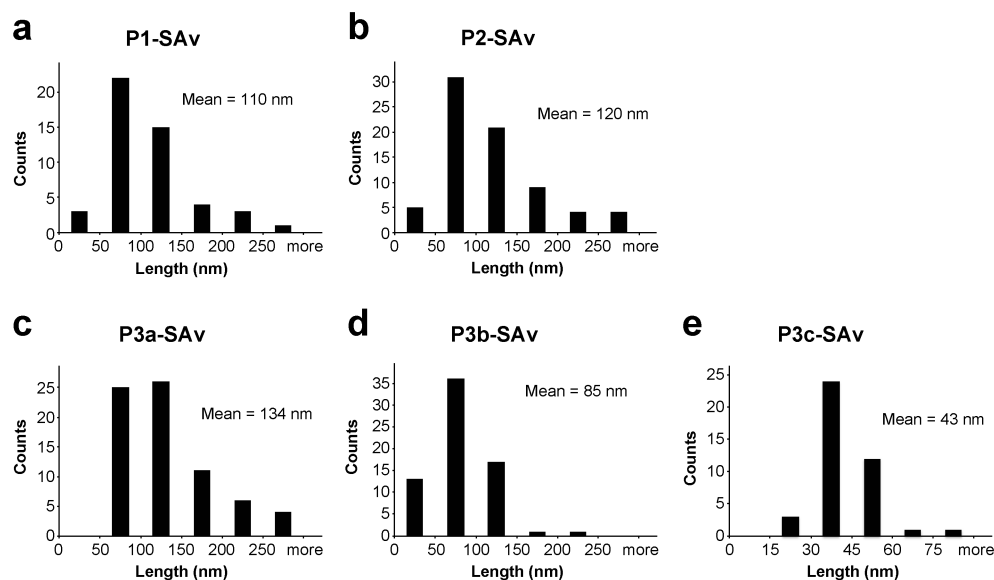 a
P1-SAv
Mean = 110 nm
Counts
20
15
10
5
0
0 50 100 150 200 250 more
Length (nm)
b
P2-SAv
Mean = 120 nm
Counts
30
25
20
15
10
5
0
0 50 100 150 200 250 more
Length (nm)
c
P3a-SAv
Mean = 134 nm
Counts
25
20
15
10
5
0
0 50 100 150 200 250 more
Length (nm)
d
P3b-SAv
Mean = 85 nm
Counts
35
30
25
20
15
10
5
0
0 50 100 150 200 250 more
Length (nm)
e
P3c-SAv
Mean = 43 nm
Counts
25
20
15
10
5
0
0 15 30 45 60 75 more
Length (nm)